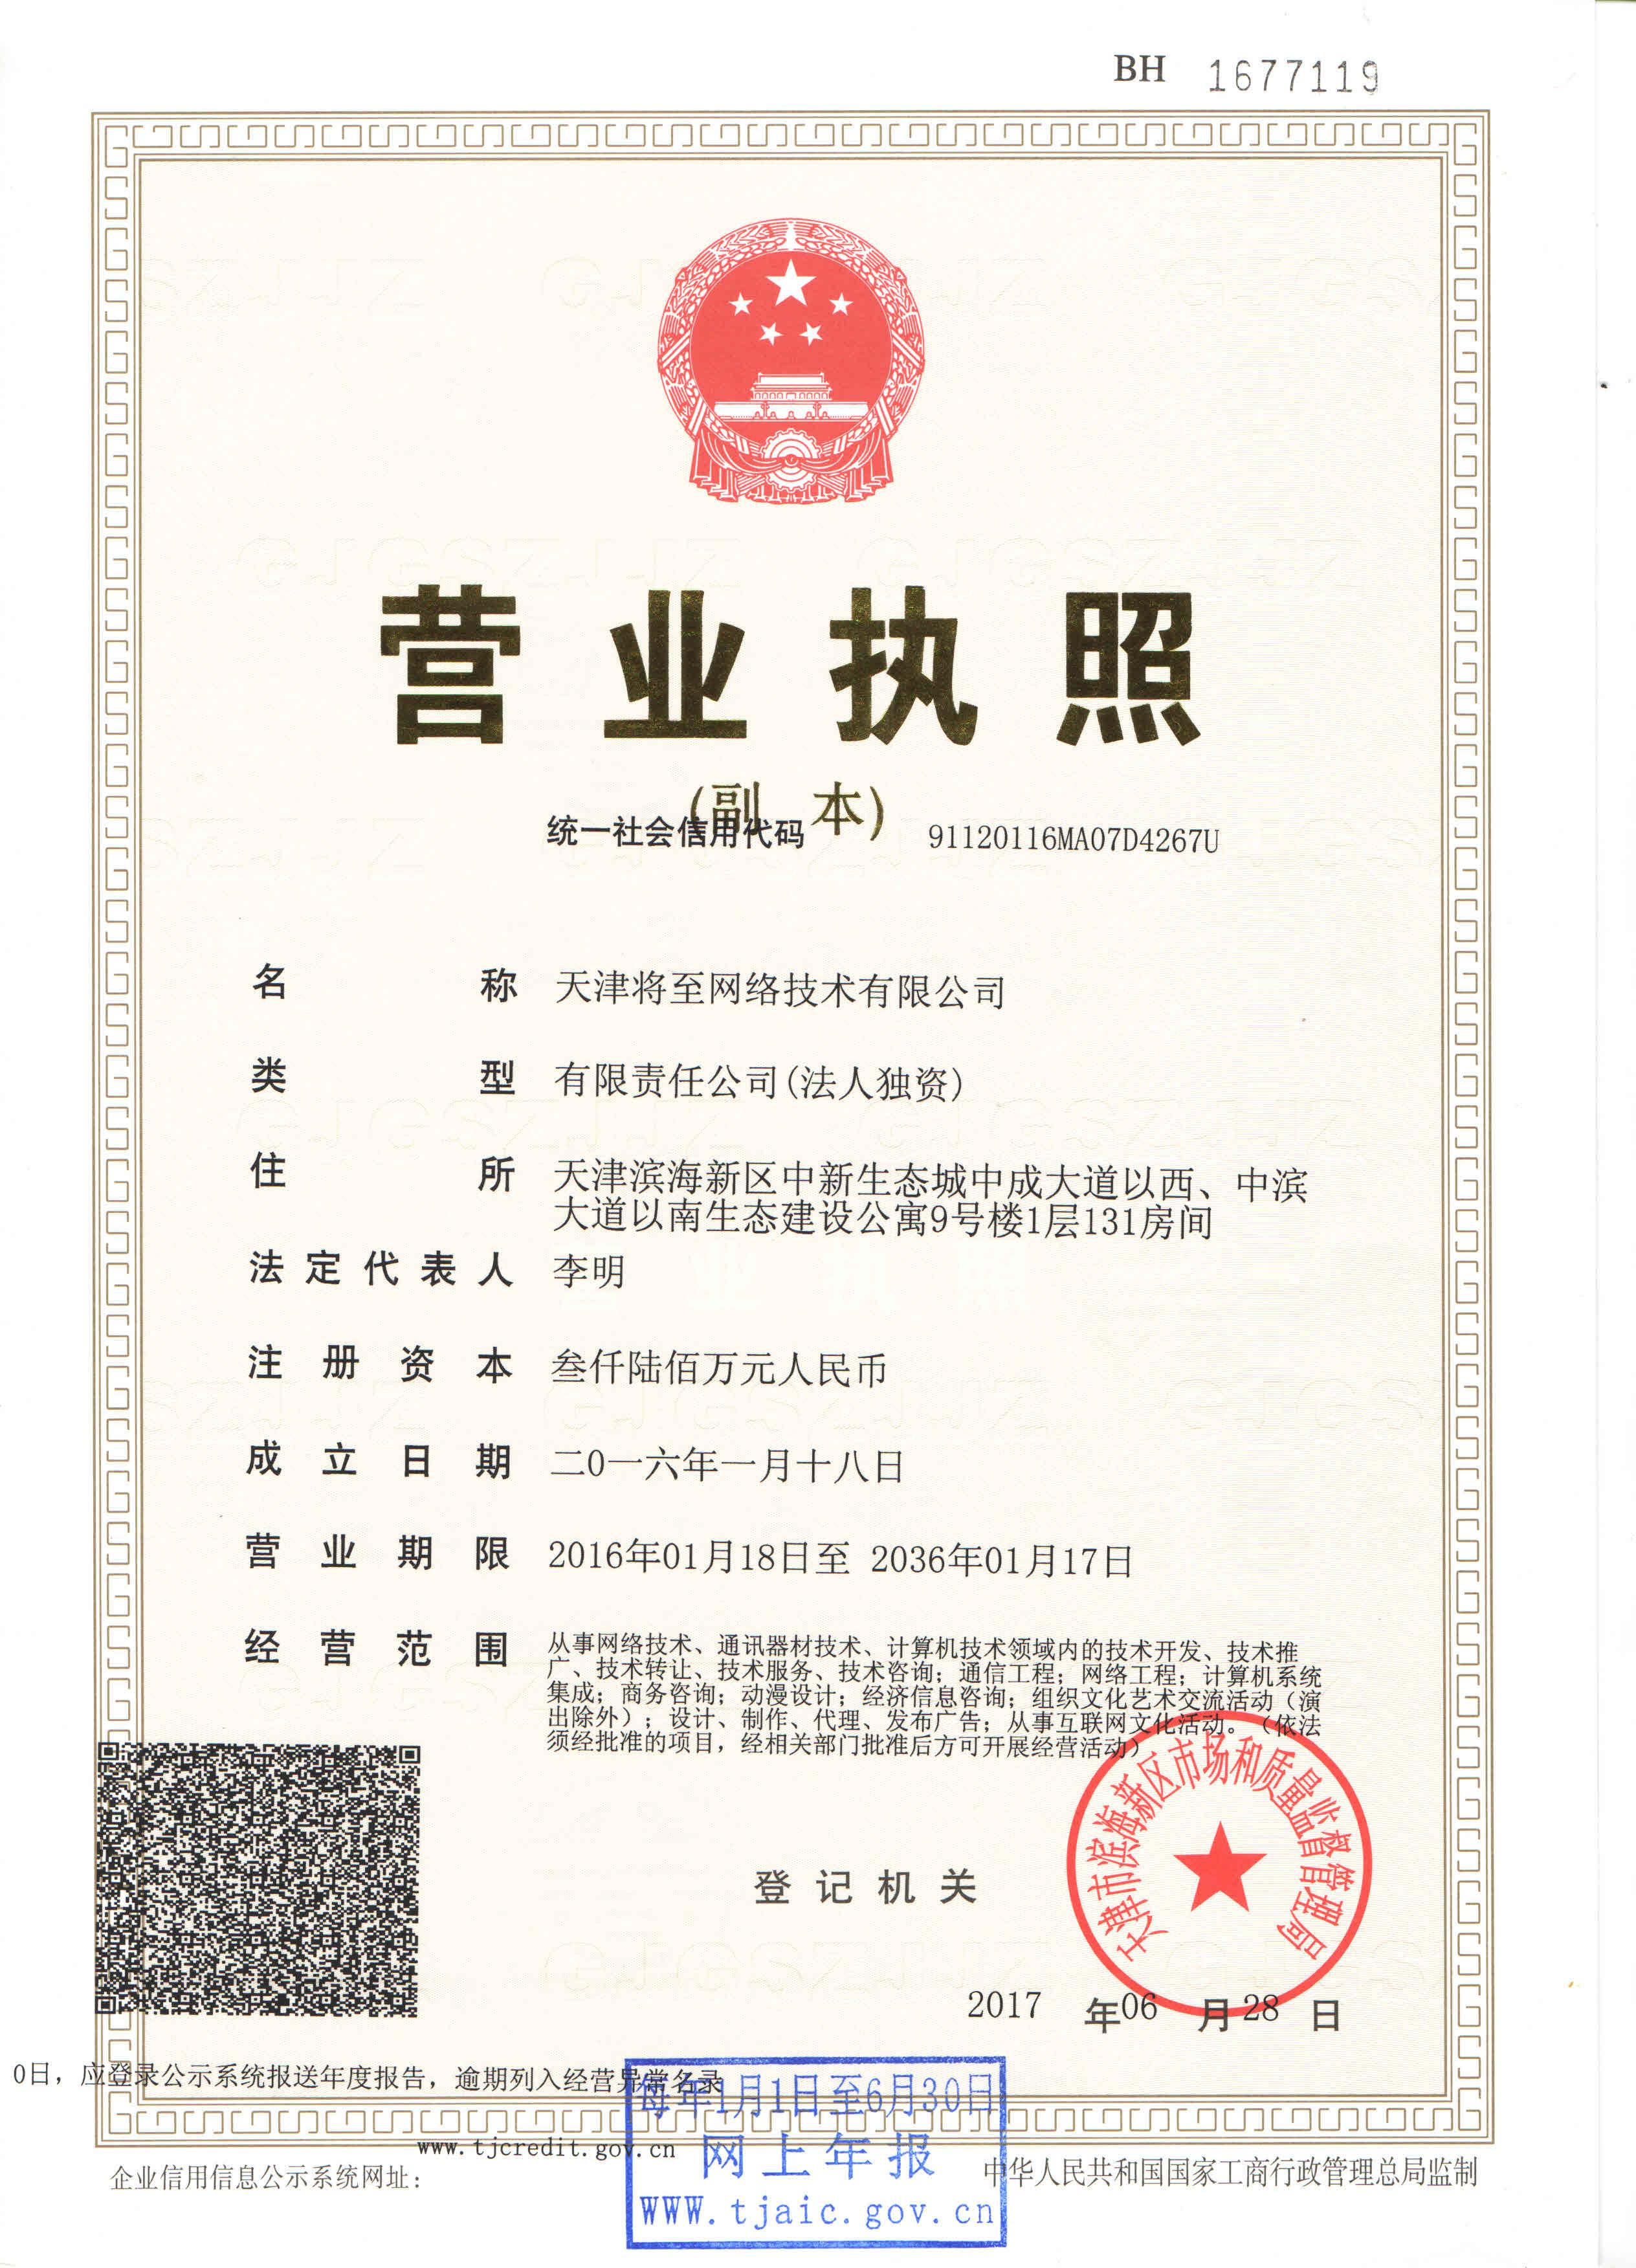 BH 1677119
营业执照
(副 本)
统一社会信用代码 91120116MA07D4267U
名称 天津将至网络技术有限公司
类型 有限责任公司(法人独资)
住所 天津滨海新区中新生态城中成大道以西、中滨
大道以南生态建设公寓9号楼1层131房间
法定代表人 李明
注册资本 叁仟陆佰万元人民币
成立日期 二0一六年一月十八日
营业期限 2016年01月18日至 2036年01月17日
经营范围 从事网络技术、通讯器材技术、计算机技术领域内的技术开发、技术推
广、技术转让、技术服务、技术咨询；通信工程；网络工程；计算机系统
集成；商务咨询；动漫设计；经济信息咨询；组织文化艺术交流活动（演
出除外）；设计、制作、代理、发布广告；从事互联网文化活动。（依法
须经批准的项目，经相关部门批准后方可开展经营活动）
天津市滨海新区市场和质量监督管理局
登记机关
2017 年06 月28 日
0日，应登录公示系统报送年度报告，逾期列入经营异常名录
每年1月1日至6月30日
网上年报
WWW.tjaic.gov.cn
www.tjcredit.gov.cn
企业信用信息公示系统网址：
中华人民共和国国家工商行政管理总局监制